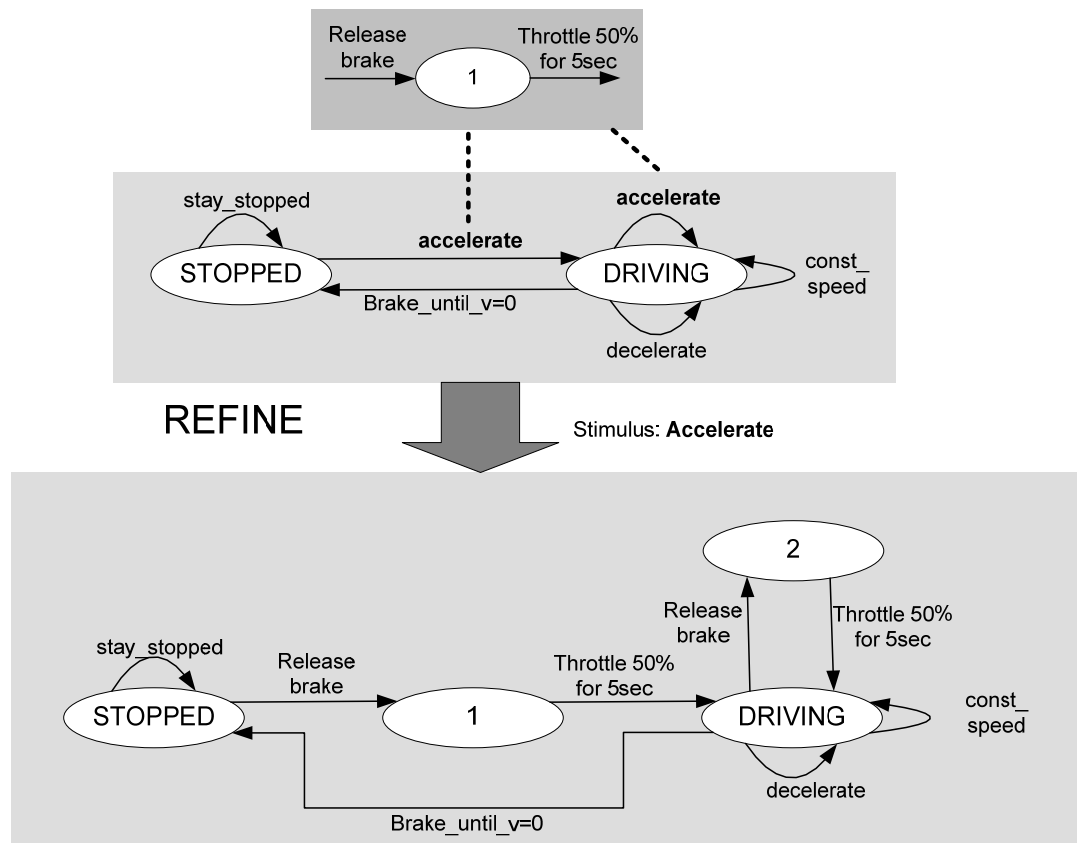 Release
brake
Throttle 50%
for 5sec
1
stay_stopped
accelerate
accelerate
STOPPED
DRIVING
const_
speed
Brake_until_v=0
decelerate
REFINE
Stimulus: Accelerate
2
Release
brake
Throttle 50%
for 5sec
stay_stopped
Release
brake
Throttle 50%
for 5sec
STOPPED
1
DRIVING
const_
speed
decelerate
Brake_until_v=0